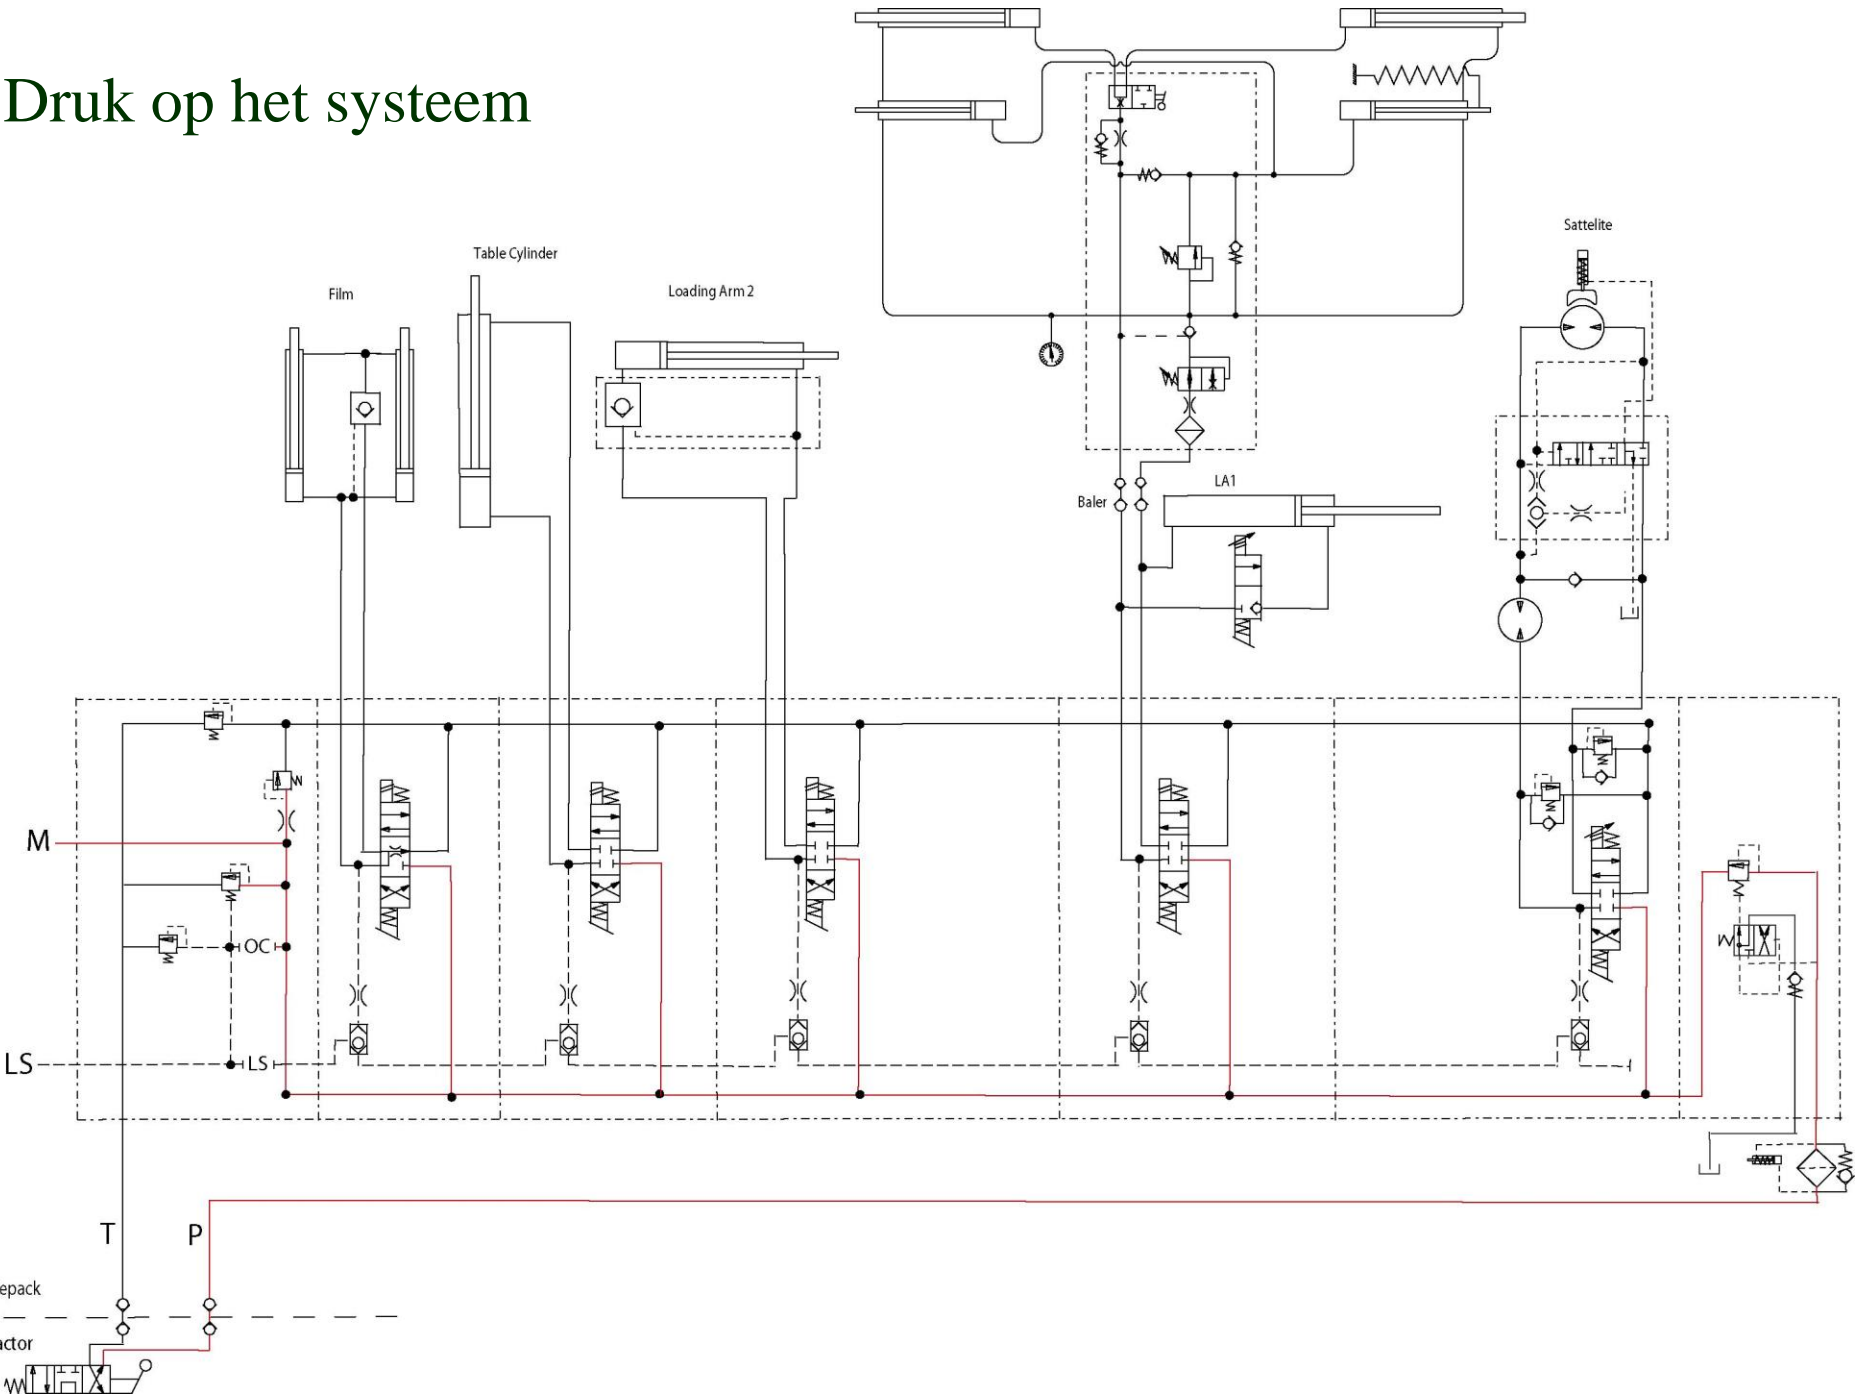 Druk op het systeem
Sattelite
Table Cylinder
Film
Loading Arm 2
LA1
Baler
M
OC
LS
LS
T
P
epack
actor